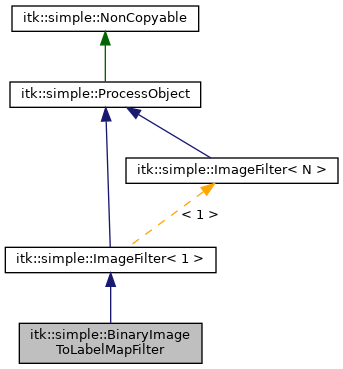 itk::simple::NonCopyable
itk::simple::ProcessObject
itk::simple::ImageFilter< N >
< 1 >
itk::simple::ImageFilter< 1 >
itk::simple::BinaryImage
ToLabelMapFilter